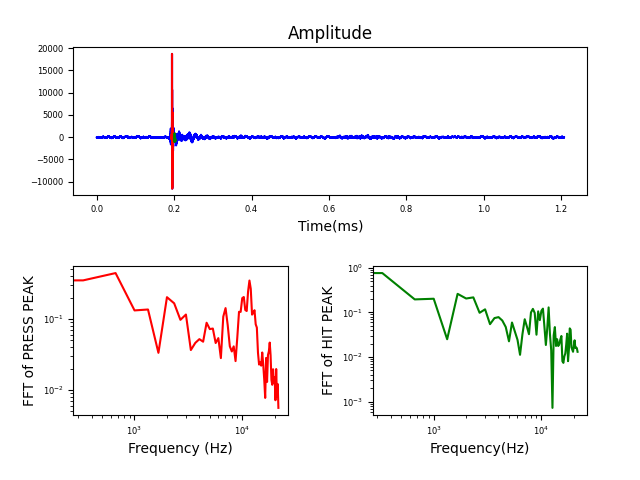 Amplitude
20000
15000
10000
5000
0
−5000
−10000
0.0 0.2 0.4 0.6 0.8 1.0 1.2
Time(ms)
FFT of PRESS PEAK
10⁻¹
10⁻²
10³ 10⁴
Frequency (Hz)
FFT of HIT PEAK
10⁰
10⁻¹
10⁻²
10⁻³
10³ 10⁴
Frequency(Hz)